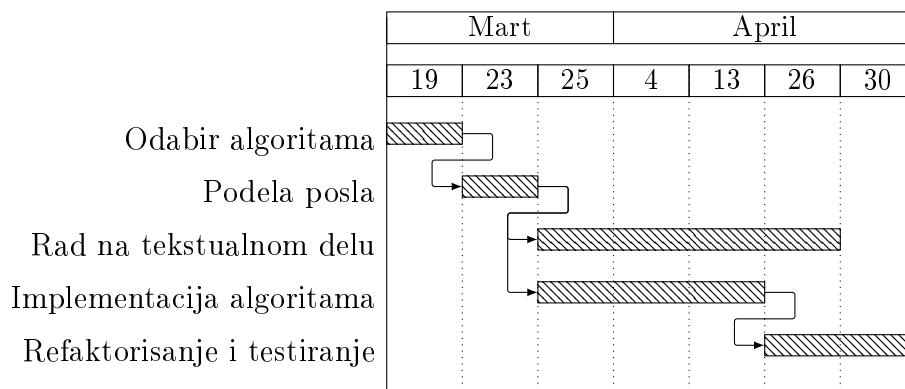 Mart April
19 23 25 4 13 26 30
Odabir algoritama
Podela posla
Rad na tekstualnom delu
Implementacija algoritama
Refaktorisanje i testiranje